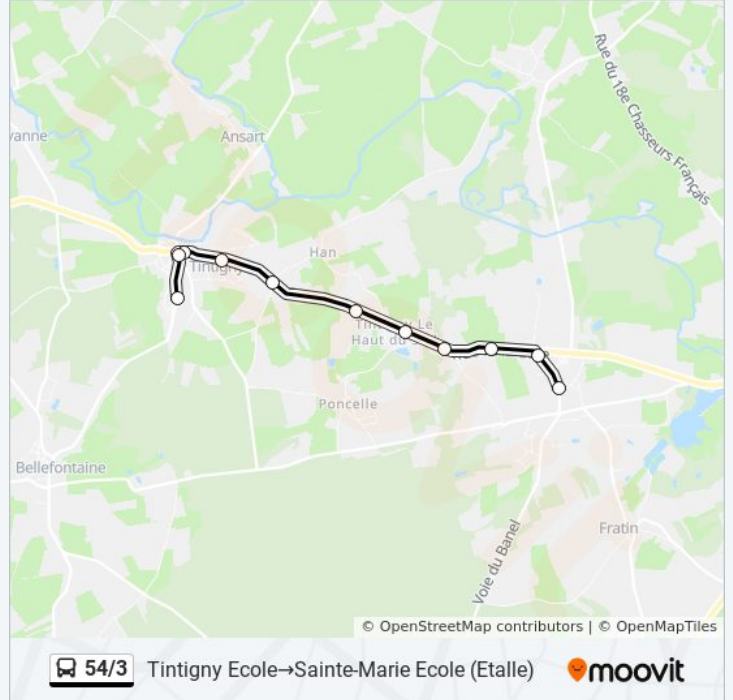 Rue du 18e Chasseurs Français
vanne
Ansart
Han
Tintigny
Haut du
Poncelle
Bellefontaine
Voie du Banel
Fratin
© OpenStreetMap contributors | © OpenMapTiles
54/3 Tintigny Ecole→Sainte-Marie Ecole (Etalle) moovit